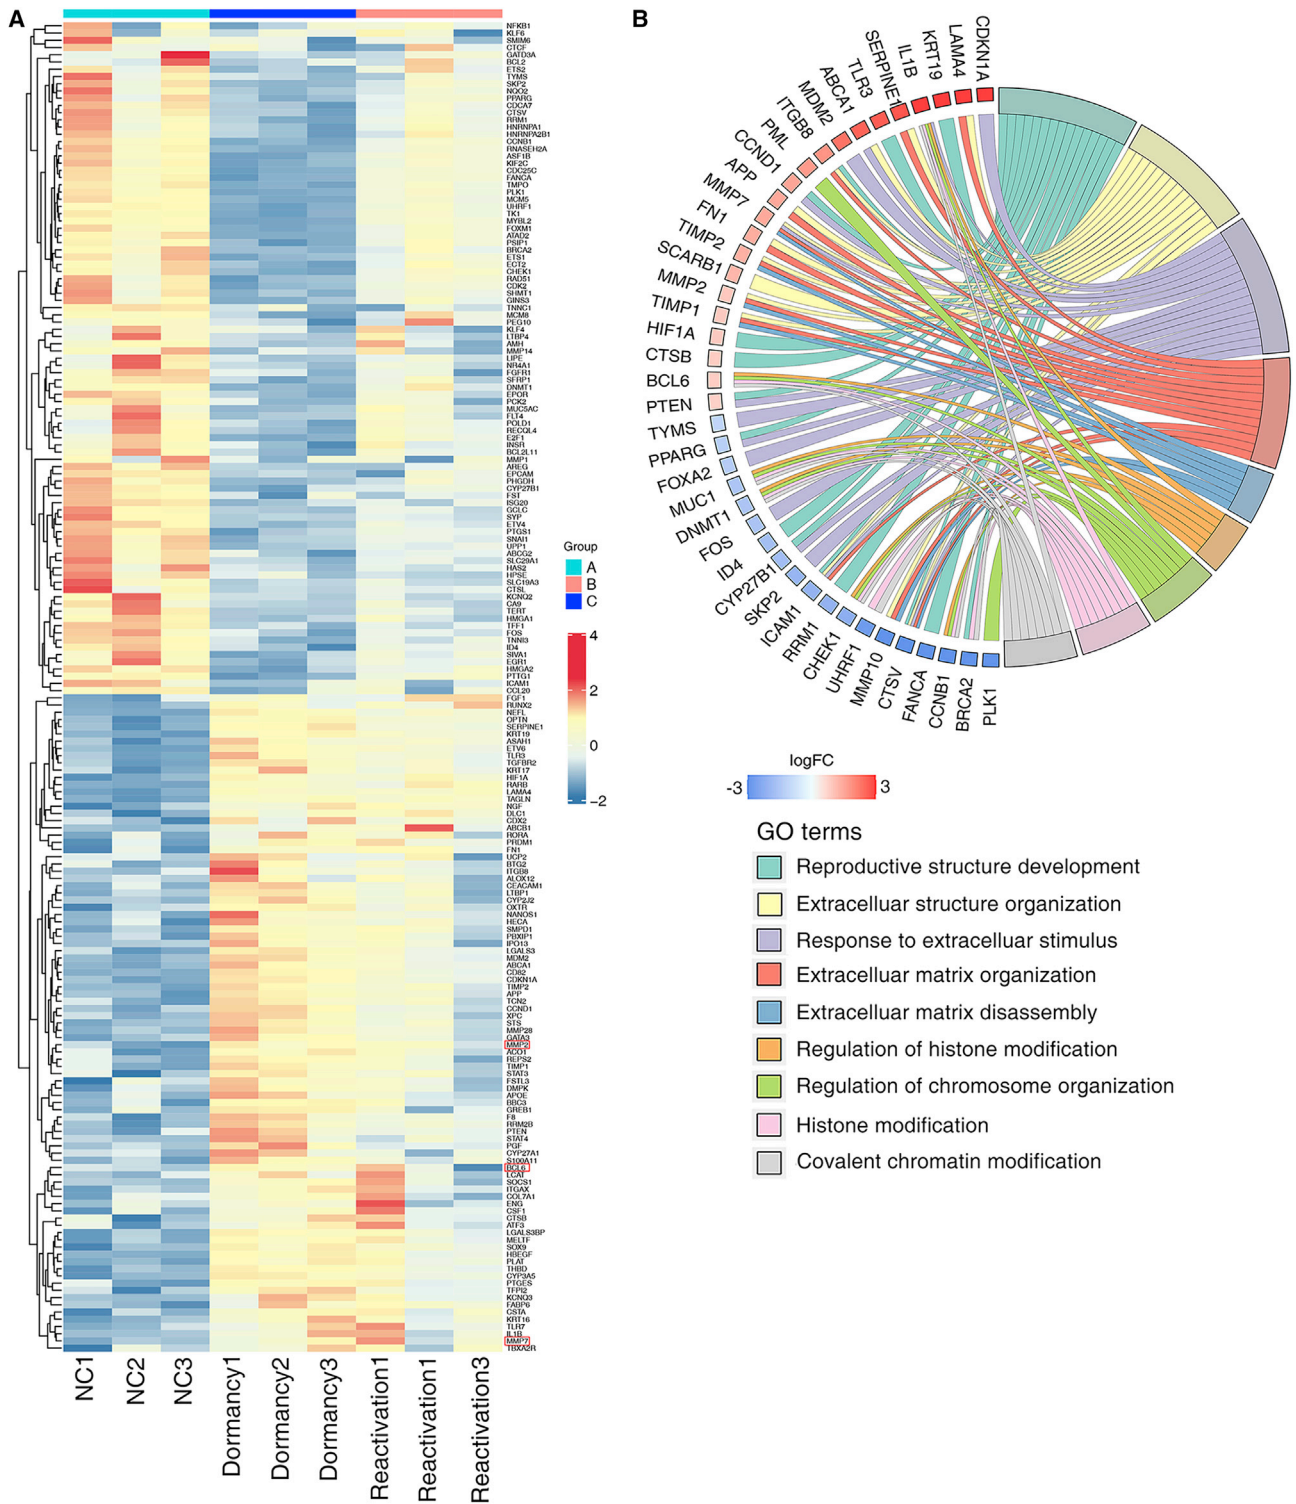 A
NFKB1
KLF6
SMIM6
CTCF
GATD3A
BCL2
ETS2
TYMS
SKP2
NQO2
PPARG
CDCA7
CTSV
RRM1
HNRNPA1
HNRNPA2B1
CCNB1
RNASEH2A
ASF1B
KIF2C
CDC25C
FANCA
TMPO
PLK1
MCM5
UHRF1
TK1
MYBL2
FOXM1
ATAD2
PSIP1
BRCA2
ETS1
ECT2
CHEK1
RAD51
CDK2
SHMT1
GINS3
TNNC1
MCM8
PEG10
KLF4
LTBP4
AMH
MMP14
LIPE
NR4A1
FGFR1
SFRP1
DNMT1
EPOR
PCK2
MUC5AC
FLT4
POLD1
RECQL4
E2F1
INSR
BCL2L11
MMP1
AREG
EPCAM
PHGDH
CYP27B1
FST
ISG20
GCLC
SYP
ETV4
PTGS1
SNAI1
UPP1
ABCG2
SLC29A1
HAS2
HPSE
SLC19A3
CTSL
KCNQ2
CA9
TERT
HMGA1
TFF1
FOS
TNNI3
ID4
SIVA1
EGR1
HMGA2
PTTG1
ICAM1
CCL20
FGF1
RUNX2
NEFL
OPTN
SERPINE1
KRT19
ASAH1
ETV6
TLR3
TGFBR2
KRT17
HIF1A
RARB
LAMA4
TAGLN
NGF
DLC1
CDX2
ABCB1
RORA
PRDM1
FN1
UCP2
BTG2
ITGB8
ALOX12
CEACAM1
LTBP1
CYP2J2
OXTR
NANOS1
HECA
SMPD1
PBXIP1
IPO13
LGALS3
MDM2
ABCA1
CD82
CDKN1A
TIMP2
APP
TCN2
CCND1
XPC
STS
MMP28
GATA3
MMP2
ACO1
REPS2
TIMP1
STAT3
FSTL3
DMPK
APOE
BBC3
GREB1
F8
RRM2B
PTEN
STAT4
PGF
CYP27A1
S100A11
BCL6
LCAT
SOCS1
ITGAX
COL7A1
ENG
CSF1
CTSB
ATF3
LGALS3BP
MELTF
SOX9
HBEGF
PLAT
THBD
CYP3A5
PTGES
TFPI2
KCNQ3
FABP6
CSTA
KRT16
TLR7
IL1B
MMP7
TBXA2R
NC1
NC2
NC3
Dormancy1
Dormancy2
Dormancy3
Reactivation1
Reactivation1
Reactivation3
Group
A
B
C
4
2
0
−2
B
CDKN1A
LAMA4
KRT19
IL1B
SERPINE1
TLR3
ABCA1
MDM2
ITGB8
PML
CCND1
APP
MMP7
FN1
TIMP2
SCARB1
MMP2
TIMP1
HIF1A
CTSB
BCL6
PTEN
TYMS
PPARG
FOXA2
MUC1
DNMT1
FOS
ID4
CYP27B1
SKP2
ICAM1
RRM1
CHEK1
UHRF1
MMP10
CTSV
FANCA
CCNB1
BRCA2
PLK1
logFC
-3 3
GO terms
Reproductive structure development
Extracelluar structure organization
Response to extracelluar stimulus
Extracelluar matrix organization
Extracelluar matrix disassembly
Regulation of histone modification
Regulation of chromosome organization
Histone modification
Covalent chromatin modification